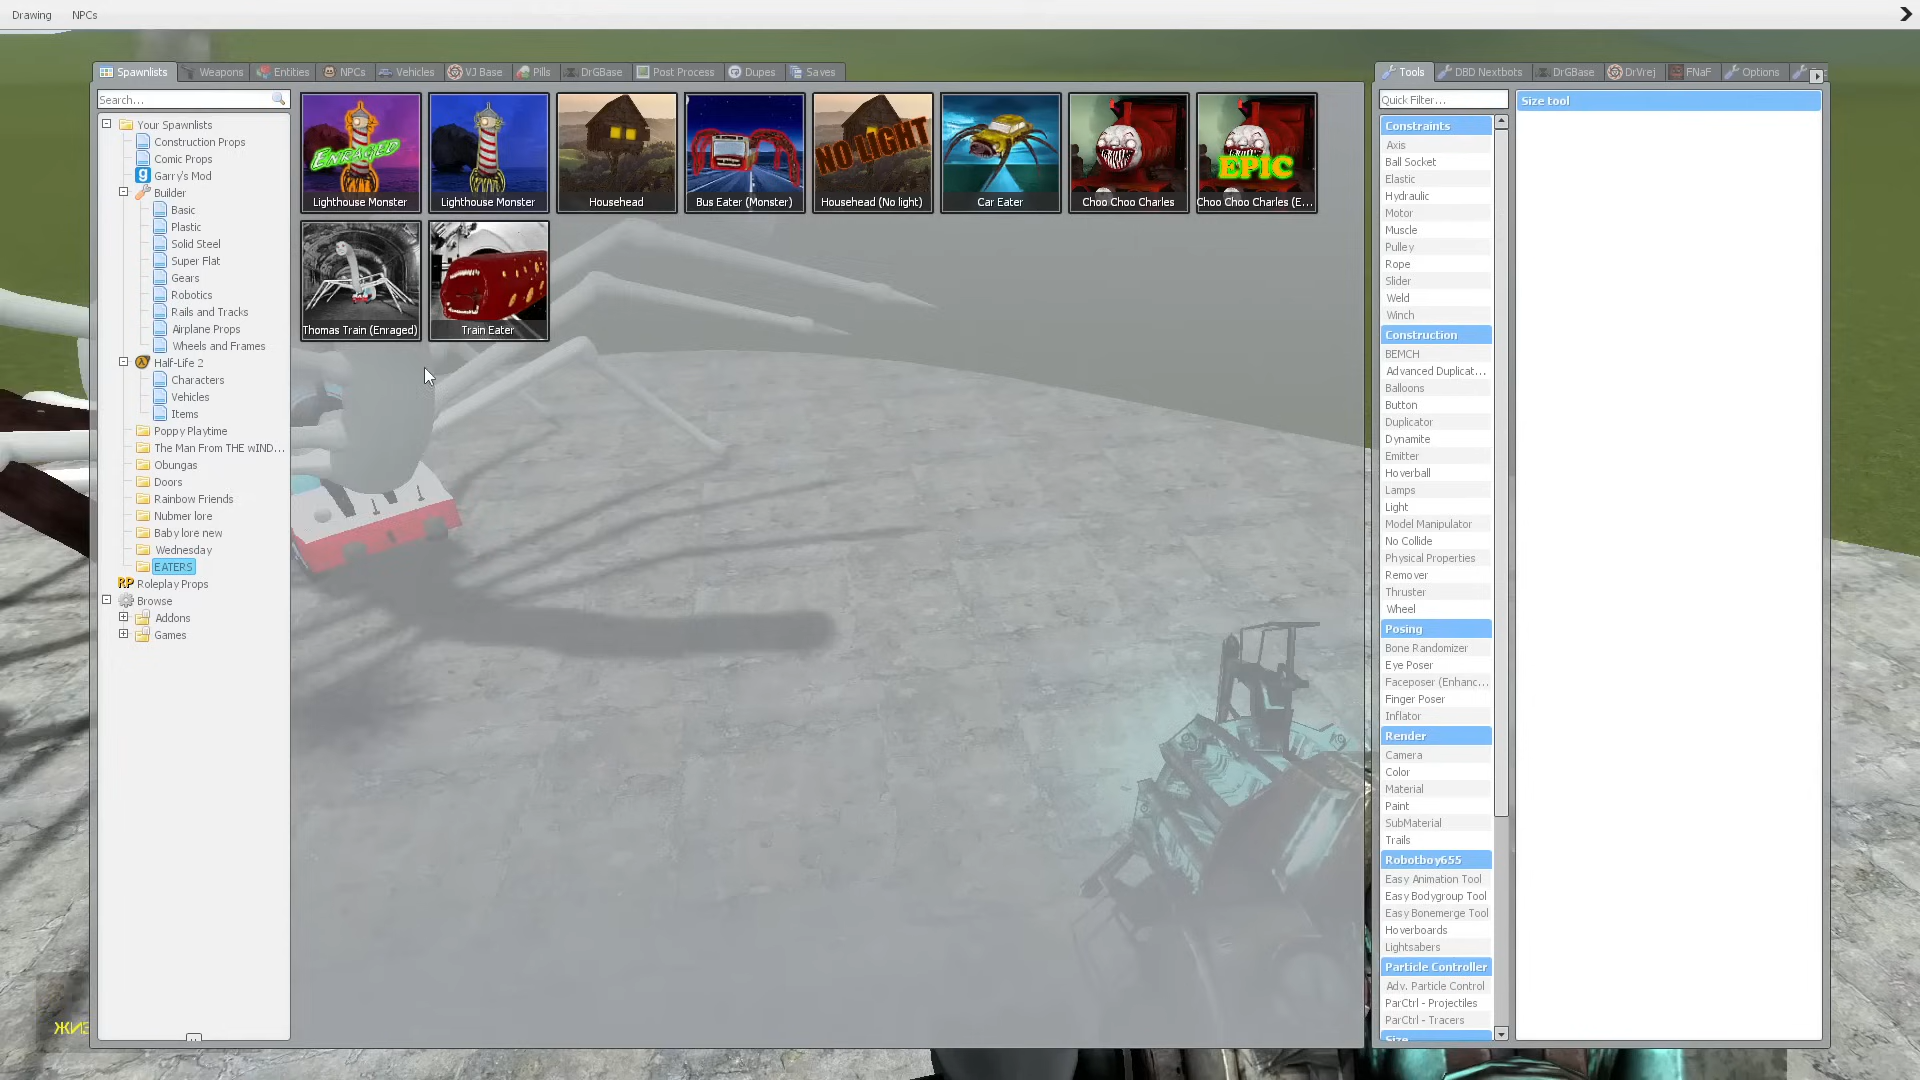 Drawing NPCs
Spawnlists Weapons Entities NPCs Vehicles VJ Base Pills DrGBase Post Process Dupes Saves
Search...
Your Spawnlists
Construction Props
Comic Props
Garry's Mod
Builder
Basic
Plastic
Solid Steel
Super Flat
Gears
Robotics
Rails and Tracks
Airplane Props
Wheels and Frames
Half-Life 2
Characters
Vehicles
Items
Poppy Playtime
The Man From THE wIND...
Obungas
Doors
Rainbow Friends
Nubmer lore
Baby lore new
Wednesday
EATERS
RP Roleplay Props
Browse
Addons
Games
ENRAGED
Lighthouse Monster
Lighthouse Monster
Househead
Bus Eater (Monster)
NO LIGHT
Househead (No light)
Car Eater
Choo Choo Charles
EPIC
Choo Choo Charles (E...
Thomas Train (Enraged)
Train Eater
Tools DBD Nextbots DrGBase DrVrej FNaF Options
Quick Filter...
Constraints
Axis
Ball Socket
Elastic
Hydraulic
Motor
Muscle
Pulley
Rope
Slider
Weld
Winch
Construction
BEMCH
Advanced Duplicat...
Balloons
Button
Duplicator
Dynamite
Emitter
Hoverball
Lamps
Light
Model Manipulator
No Collide
Physical Properties
Remover
Thruster
Wheel
Posing
Bone Randomizer
Eye Poser
Faceposer (Enhanc...
Finger Poser
Inflator
Render
Camera
Color
Material
Paint
SubMaterial
Trails
Robotboy655
Easy Animation Tool
Easy Bodygroup Tool
Easy Bonemerge Tool
Hoverboards
Lightsabers
Particle Controller
Adv. Particle Control
ParCtrl - Projectiles
ParCtrl - Tracers
Size
Size tool